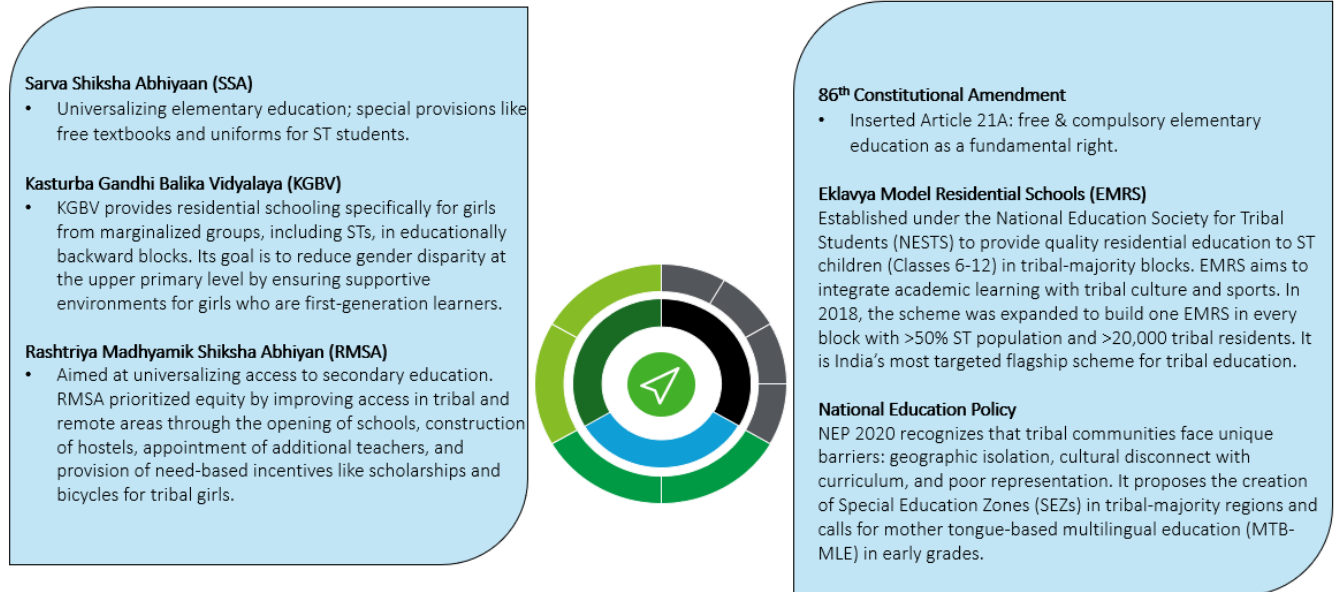 Sarva Shiksha Abhiyaan (SSA)
• Universalizing elementary education; special provisions like
free textbooks and uniforms for ST students.
Kasturba Gandhi Balika Vidyalaya (KGBV)
• KGBV provides residential schooling specifically for girls
from marginalized groups, including STs, in educationally
backward blocks. Its goal is to reduce gender disparity at
the upper primary level by ensuring supportive
environments for girls who are first-generation learners.
Rashtriya Madhyamik Shiksha Abhiyan (RMSA)
• Aimed at universalizing access to secondary education.
RMSA prioritized equity by improving access in tribal and
remote areas through the opening of schools, construction
of hostels, appointment of additional teachers, and
provision of need-based incentives like scholarships and
bicycles for tribal girls.
86th Constitutional Amendment
• Inserted Article 21A: free & compulsory elementary
education as a fundamental right.
Eklavya Model Residential Schools (EMRS)
Established under the National Education Society for Tribal
Students (NESTS) to provide quality residential education to ST
children (Classes 6-12) in tribal-majority blocks. EMRS aims to
integrate academic learning with tribal culture and sports. In
2018, the scheme was expanded to build one EMRS in every
block with >50% ST population and >20,000 tribal residents. It
is India's most targeted flagship scheme for tribal education.
National Education Policy
NEP 2020 recognizes that tribal communities face unique
barriers: geographic isolation, cultural disconnect with
curriculum, and poor representation. It proposes the creation
of Special Education Zones (SEZs) in tribal-majority regions and
calls for mother tongue-based multilingual education (MTB-
MLE) in early grades.